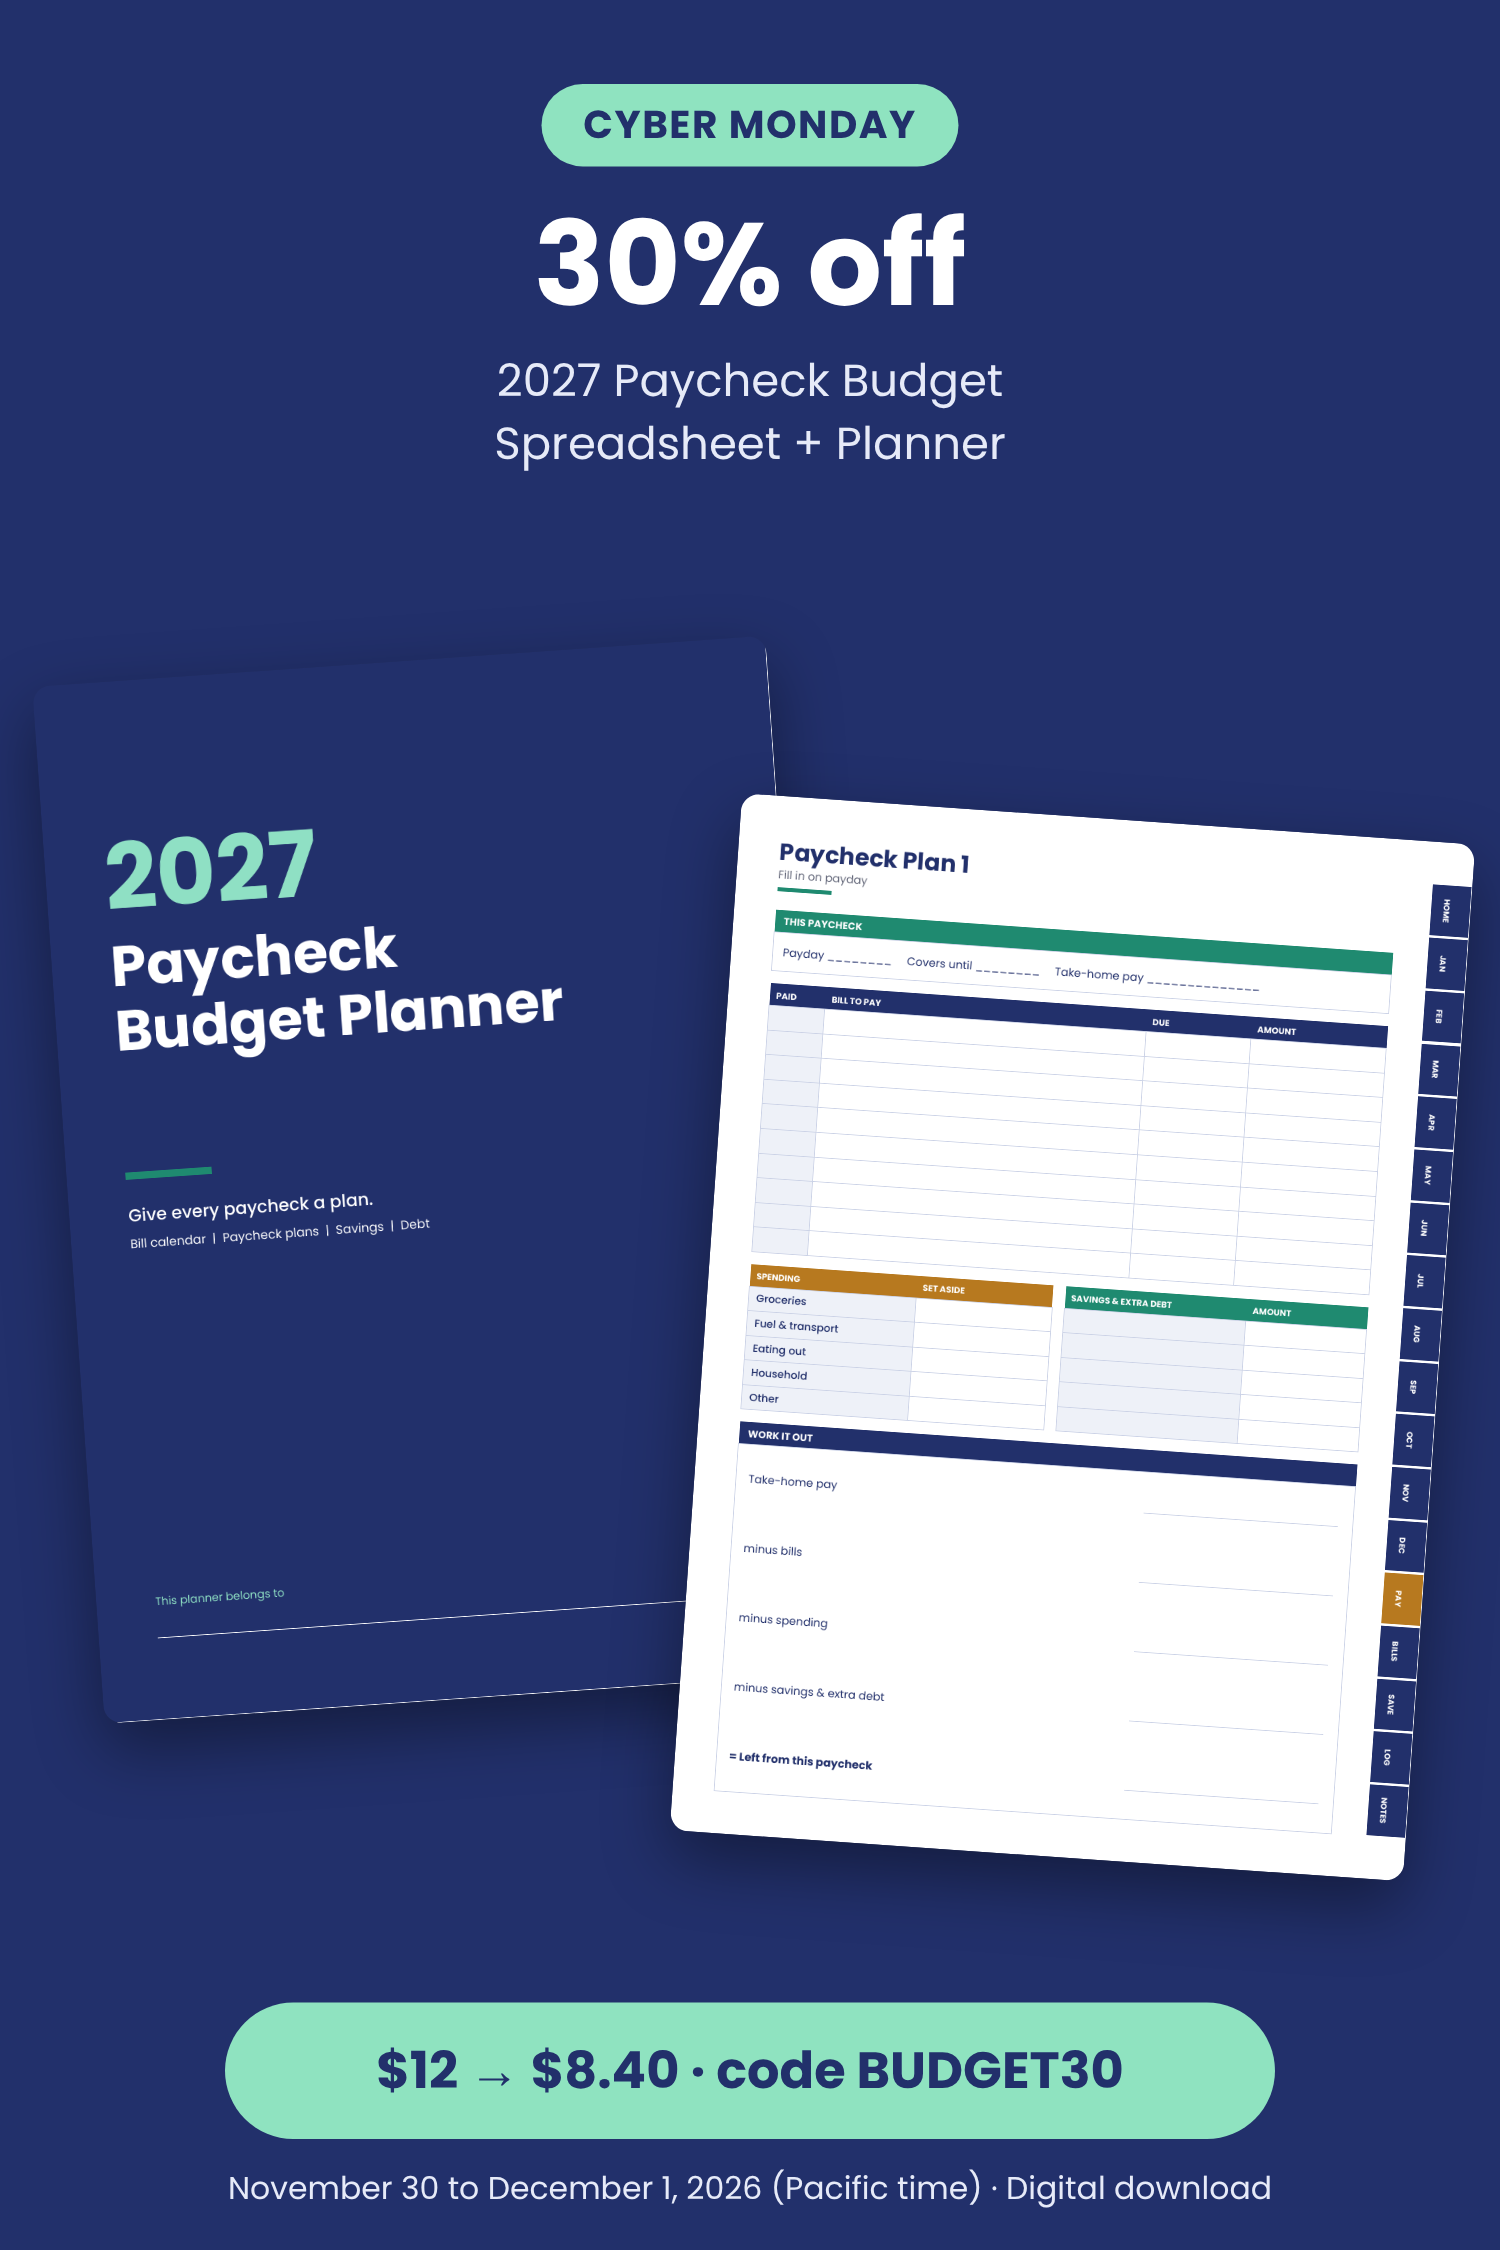 CYBER MONDAY
30% off
2027 Paycheck Budget
Spreadsheet + Planner
2027
Paycheck
Budget Planner
Give every paycheck a plan.
Bill calendar | Paycheck plans | Savings | Debt
This planner belongs to
Paycheck Plan 1
Fill in on payday
THIS PAYCHECK
Payday ________ Covers until ________ Take-home pay ______________
PAID BILL TO PAY DUE AMOUNT
SPENDING SET ASIDE
Groceries
Fuel & transport
Eating out
Household
Other
SAVINGS & EXTRA DEBT AMOUNT
WORK IT OUT
Take-home pay
minus bills
minus spending
minus savings & extra debt
= Left from this paycheck
HOME
JAN
FEB
MAR
APR
MAY
JUN
JUL
AUG
SEP
OCT
NOV
DEC
PAY
BILLS
SAVE
LOG
NOTES
$12 → $8.40 · code BUDGET30
November 30 to December 1, 2026 (Pacific time) · Digital download